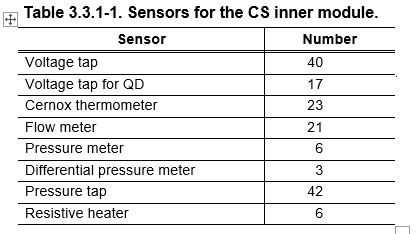 Table 3.3.1-1. Sensors for the CS inner module.
Sensor Number
Voltage tap 40
Voltage tap for QD 17
Cernox thermometer 23
Flow meter 21
Pressure meter 6
Differential pressure meter 3
Pressure tap 42
Resistive heater 6